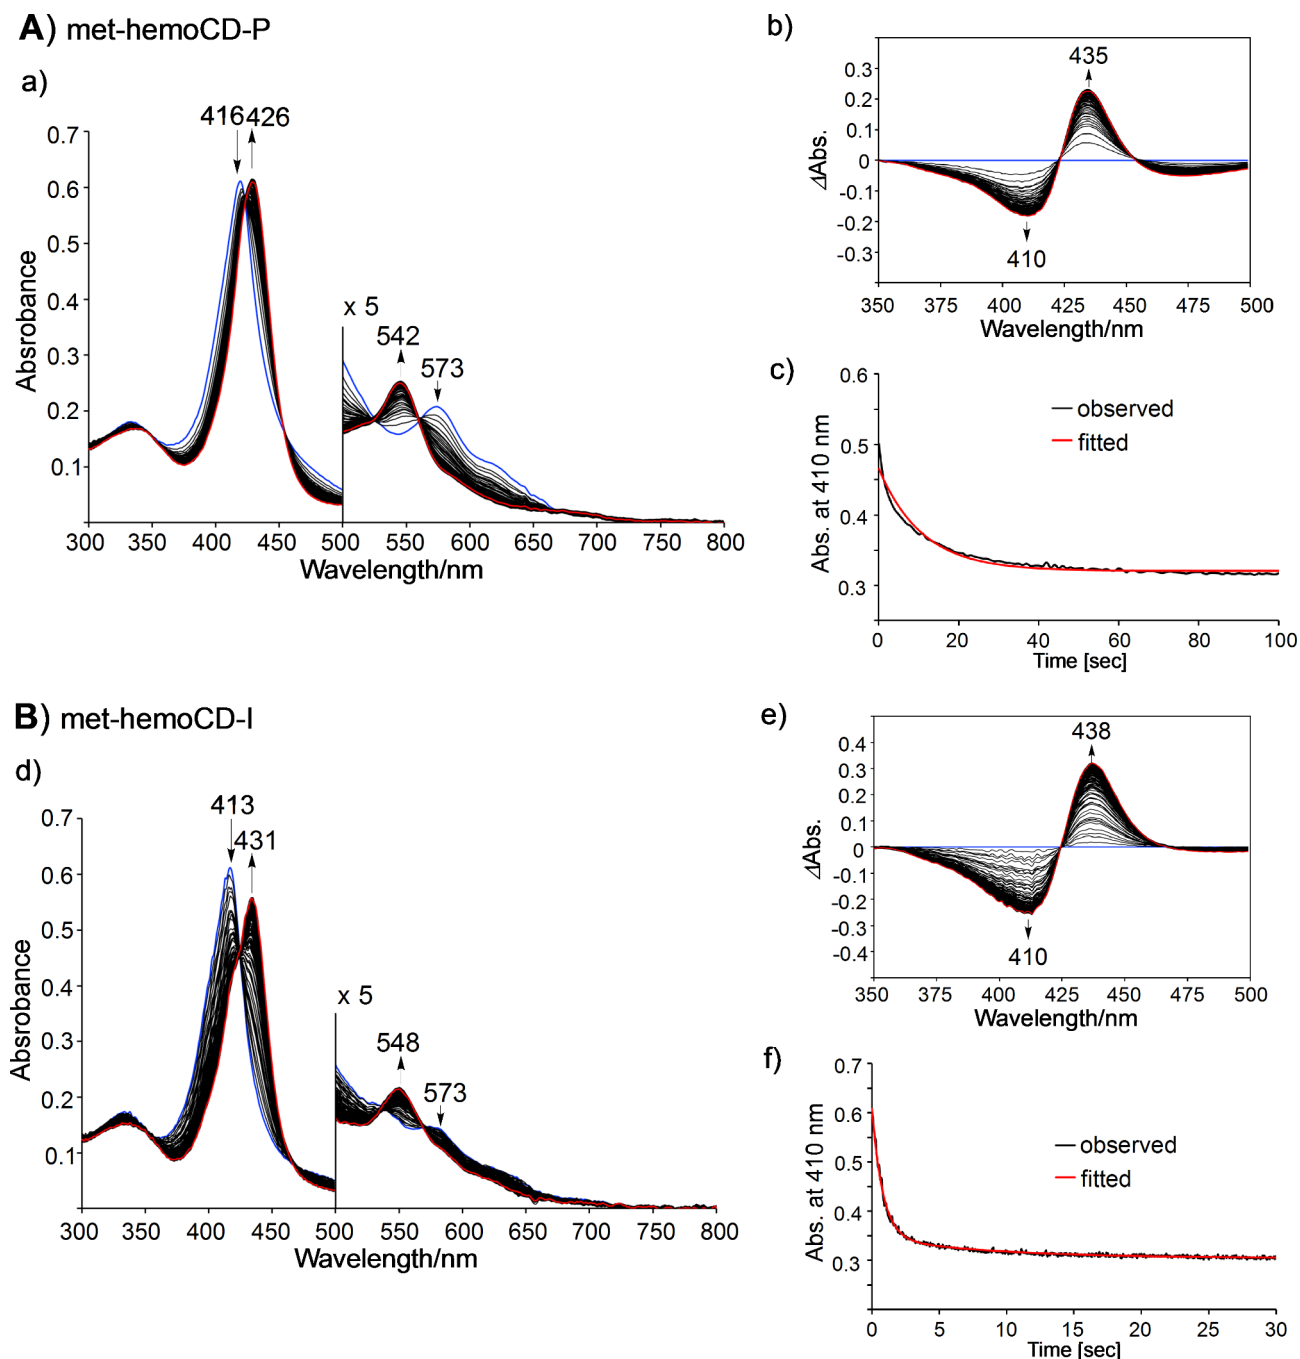 A) met-hemoCD-P
a)
416 426
0.7
0.6
0.5
0.4
0.3
0.2
0.1
Absrobance
x 5
542
573
300 350 400 450 500 550 600 650 700 750 800
Wavelength/nm
b)
435
0.3
0.2
0.1
0
-0.1
-0.2
-0.3
ΔAbs.
410
350 375 400 425 450 475 500
Wavelength/nm
c)
0.6
0.5
0.4
0.3
Abs. at 410 nm
observed
fitted
0 20 40 60 80 100
Time [sec]
B) met-hemoCD-I
d)
413
431
0.7
0.6
0.5
0.4
0.3
0.2
0.1
Absrobance
x 5
548
573
300 350 400 450 500 550 600 650 700 750 800
Wavelength/nm
e)
438
0.4
0.3
0.2
0.1
0
-0.1
-0.2
-0.3
-0.4
ΔAbs.
410
350 375 400 425 450 475 500
Wavelength/nm
f)
0.7
0.6
0.5
0.4
0.3
Abs. at 410 nm
observed
fitted
0 5 10 15 20 25 30
Time [sec]